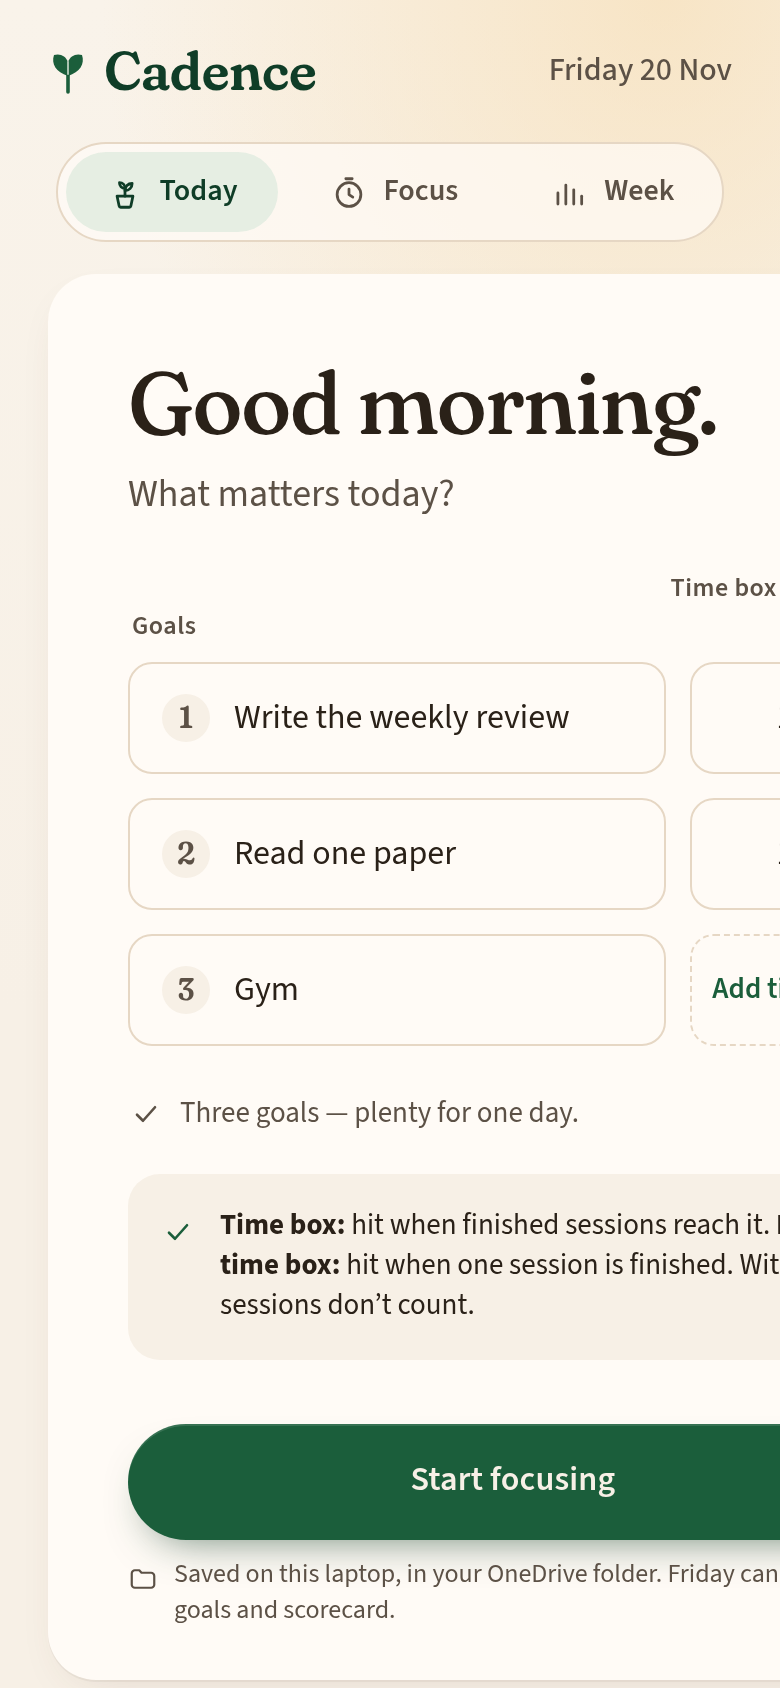 Cadence
Friday 20 Nov
Today
Focus
Week
Good morning.
What matters today?
Time box
Goals
1 Write the weekly review
2 Read one paper
3 Gym
Add
Three goals — plenty for one day.
Time box: hit when finished sessions reach it.
time box: hit when one session is finished.
sessions don’t count.
Start focusing
Saved on this laptop, in your OneDrive folder. Friday can
goals and scorecard.